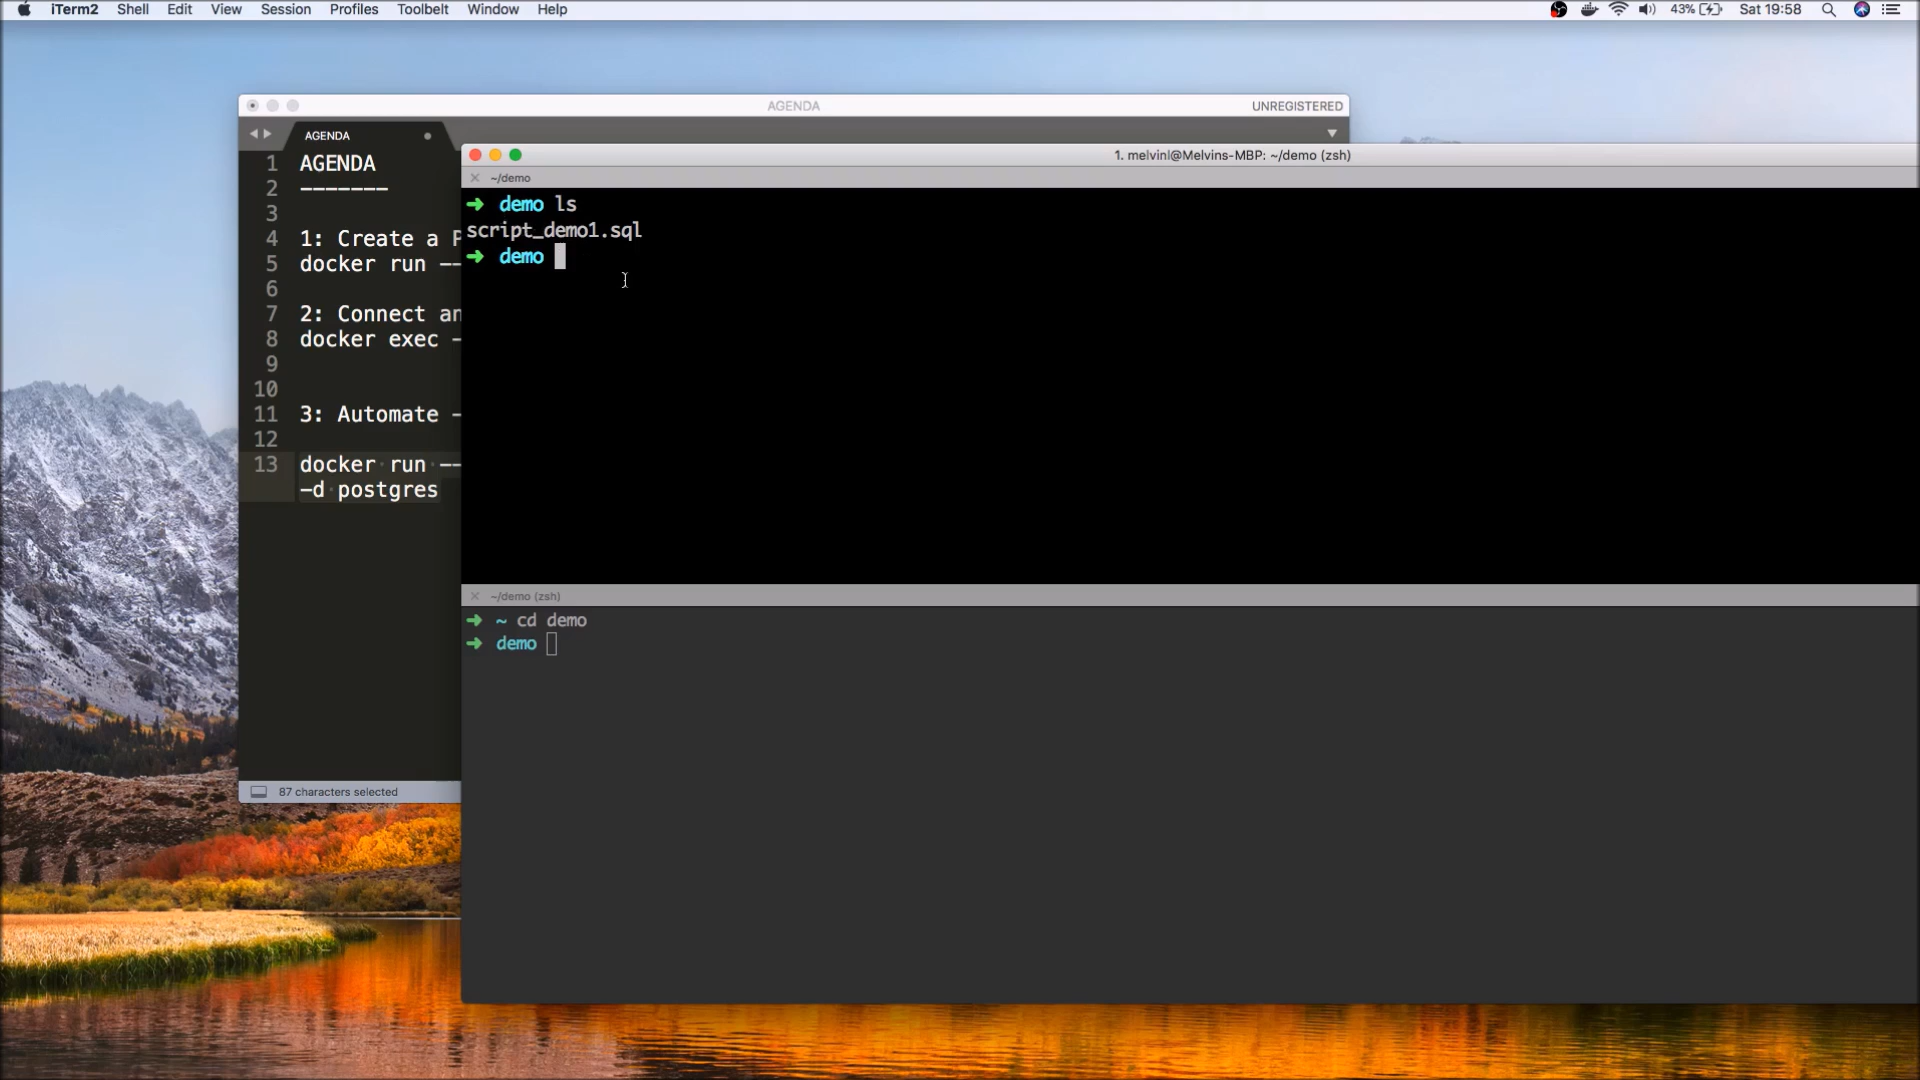 iTerm2 Shell Edit View Session Profiles Toolbelt Window Help 43% Sat 19:58
AGENDA UNREGISTERED
AGENDA
1 AGENDA
2 -------
3
4 1: Create a P
5 docker run --
6
7 2: Connect an
8 docker exec -
9
10
11 3: Automate -
12
13 docker run --
-d postgres
87 characters selected
1. melvinl@Melvins-MBP: ~/demo (zsh)
~/demo
➜ demo ls
script_demo1.sql
➜ demo
~/demo (zsh)
➜ ~ cd demo
➜ demo